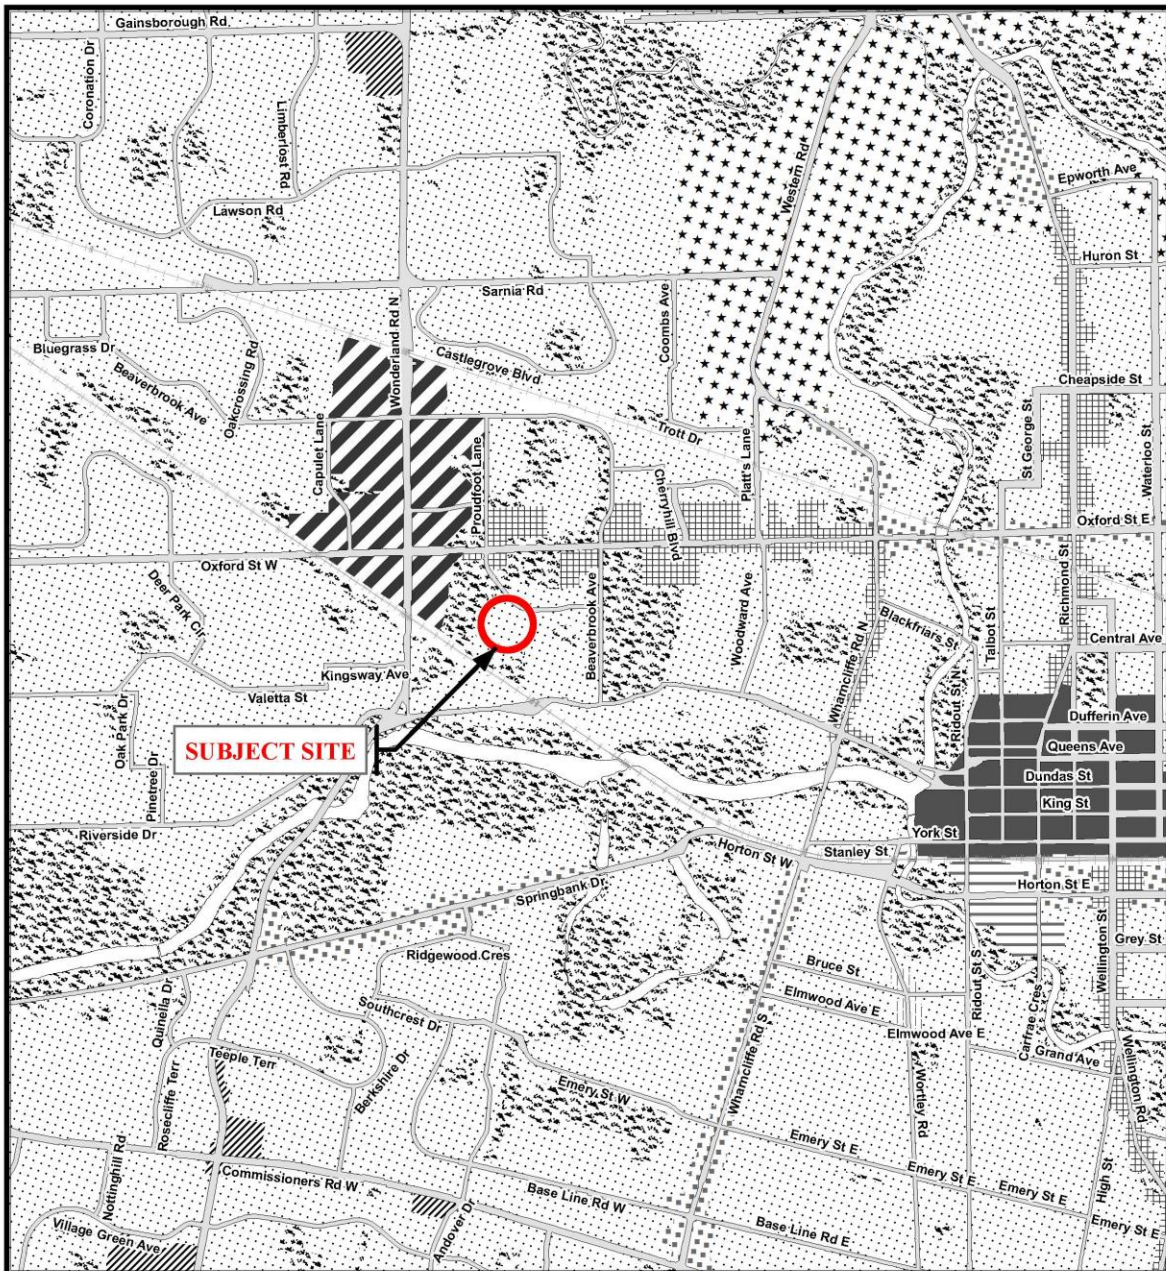 Gainsborough Rd
Coronation Dr
Limberlost Rd
Western Rd
Epworth Ave
Lawson Rd
Huron St
Sarnia Rd
Wonderland Rd N
Coombs Ave
Bluegrass Dr
Oakcrossing Rd
Castlegrove Blvd
Beaverbrook Ave
Cheapside St
St George St
Capulet Lane
Proudfoot Lane
Trott Dr
Platt's Lane
Waterloo St
Cherryhill Blvd
Oxford St E
Oxford St W
Richmond St
Deer Park Cir
Beaverbrook Ave
Woodward Ave
Wharncliffe Rd N
Blackfriars St
Talbot St
Central Ave
Kingsway Ave
Valetta St
Oak Park Dr
Ridout St N
Dufferin Ave
SUBJECT SITE
Queens Ave
Pinetree Dr
Dundas St
King St
Riverside Dr
York St
Horton St W
Stanley St
Springbank Dr
Horton St E
Wellington St
Grey St
Ridgewood Cres
Bruce St
Quinella Dr
Southcrest Dr
Elmwood Ave E
Ridout St S
Carfrae Cres
Elmwood Ave E
Teeple Terr
Berkshire Dr
Wharncliffe Rd S
Grand Ave
Wellington Rd
Rosecliffe Terr
Emery St W
Wortley Rd
Nottinghill Rd
Emery St E
Emery St E
High St
Commissioners Rd W
Emery St E
Base Line Rd W
Andover Dr
Village Green Ave
Base Line Rd E
Emery St E